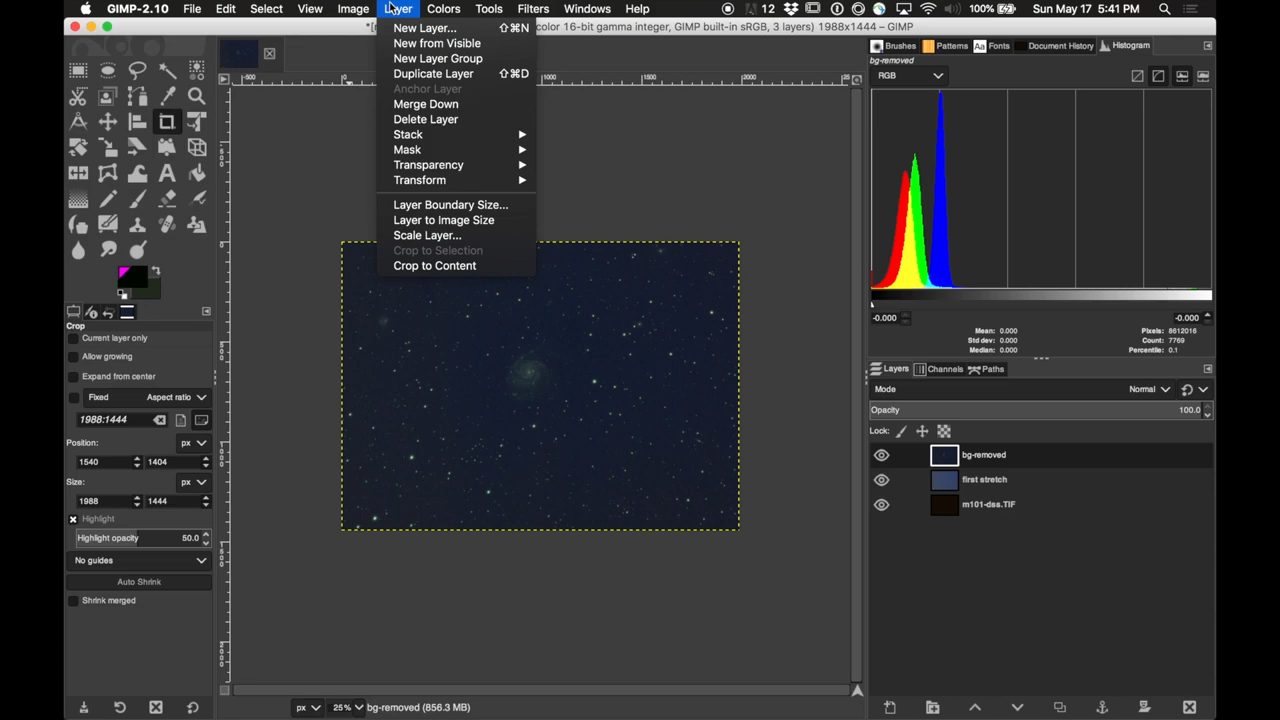 GIMP-2.10 File Edit Select View Image Layer Colors Tools Filters Windows Help 12 100% Sun May 17 5:41 PM
color 16-bit gamma integer, GIMP built-in sRGB, 3 layers) 1988x1444 – GIMP
New Layer... ⇧⌘N
New from Visible
New Layer Group
Duplicate Layer ⇧⌘D
Anchor Layer
Merge Down
Delete Layer
Stack
Mask
Transparency
Transform
Layer Boundary Size...
Layer to Image Size
Scale Layer...
Crop to Selection
Crop to Content
Crop
Current layer only
Allow growing
Expand from center
Fixed Aspect ratio
1988:1444
Position: px
1540 1404
Size: px
1988 1444
Highlight
Highlight opacity 50.0
No guides
Auto Shrink
Shrink merged
-500 0 1000 1500 2000
px 25% bg-removed (856.3 MB)
Brushes Patterns Fonts Document History Histogram
bg-removed
RGB
-0.000 -0.000
Mean: 0.000 Pixels: 8612016
Std dev: 0.000 Count: 7769
Median: 0.000 Percentile: 0.1
Layers Channels Paths
Mode Normal
Opacity 100.0
Lock:
bg-removed
first stretch
m101-dss.TIF